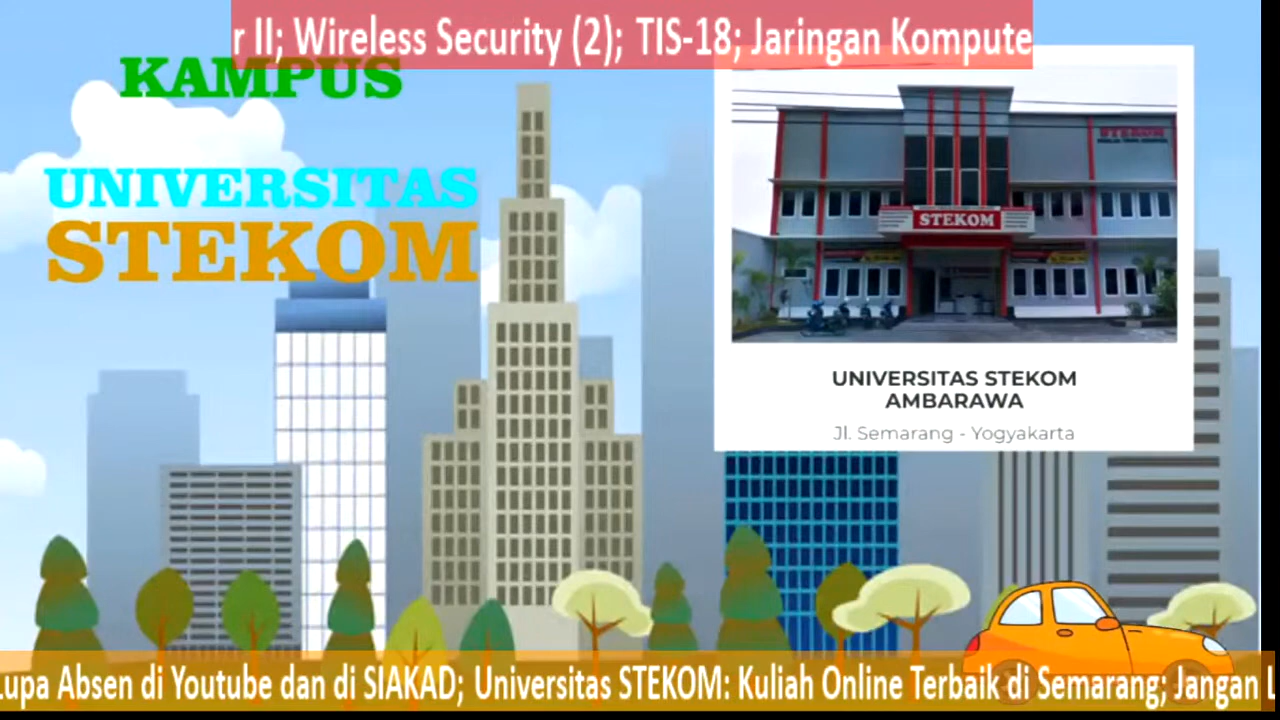 r II; Wireless Security (2); TIS-18; Jaringan Kompute
KAMPUS
UNIVERSITAS
STEKOM
STEKOM
STEKOM
UNIVERSITAS STEKOM
AMBARAWA
Jl. Semarang - Yogyakarta
Lupa Absen di Youtube dan di SIAKAD; Universitas STEKOM: Kuliah Online Terbaik di Semarang; Jangan L